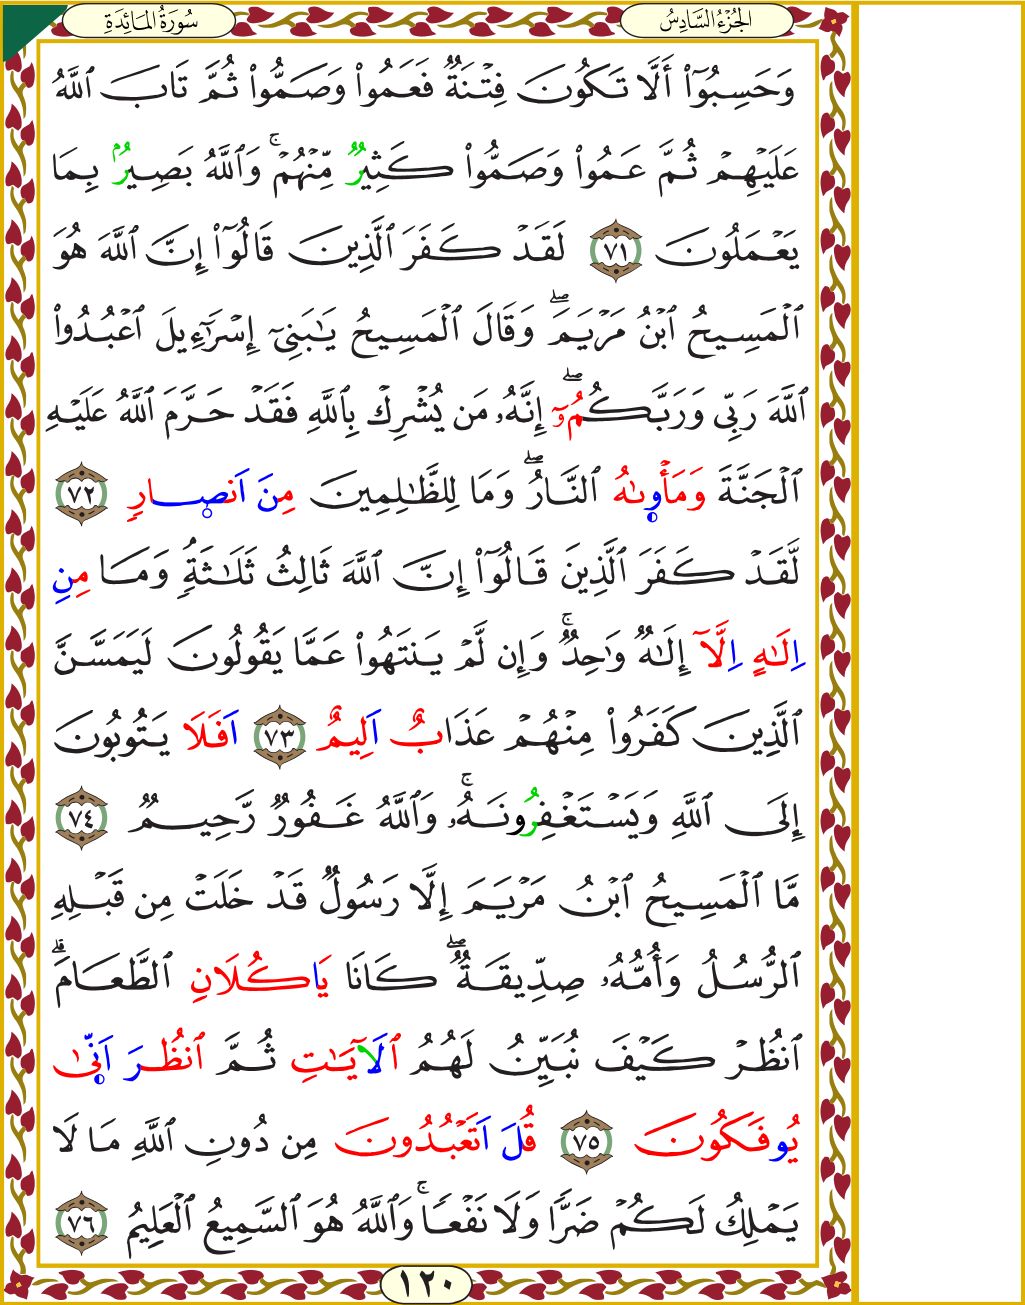 الجُزْءُ السَّادِسُ
سُورَةُ المَائِدَةِ
وَحَسِبُوٓا۟ أَلَّا تَكُونَ فِتْنَةٌ فَعَمُوا۟ وَصَمُّوا۟ ثُمَّ تَابَ ٱللَّهُ
عَلَيْهِمْ ثُمَّ عَمُوا۟ وَصَمُّوا۟ كَثِيرٌ مِّنْهُمْ ۚ وَٱللَّهُ بَصِيرٌۢ بِمَا
يَعْمَلُونَ ٧١ لَقَدْ كَفَرَ ٱلَّذِينَ قَالُوٓا۟ إِنَّ ٱللَّهَ هُوَ
ٱلْمَسِيحُ ٱبْنُ مَرْيَمَ ۖ وَقَالَ ٱلْمَسِيحُ يَٰبَنِىٓ إِسْرَٰٓءِيلَ ٱعْبُدُوا۟
ٱللَّهَ رَبِّى وَرَبَّكُمُۥٓ ۖ إِنَّهُۥ مَن يُشْرِكْ بِٱللَّهِ فَقَدْ حَرَّمَ ٱللَّهُ عَلَيْهِ
ٱلْجَنَّةَ وَمَأْوٜىٰهُ ٱلنَّارُ ۖ وَمَا لِلظَّٰلِمِينَ مِنَ اَنصٜارٍ ٧٢
لَّقَدْ كَفَرَ ٱلَّذِينَ قَالُوٓا۟ إِنَّ ٱللَّهَ ثَالِثُ ثَلَٰثَةٍ ۘ وَمَا مِنِ
اِلَٰهٍ اِلَّآ إِلَٰهٌ وَٰحِدٌ ۚ وَإِن لَّمْ يَنتَهُوا۟ عَمَّا يَقُولُونَ لَيَمَسَّنَّ
ٱلَّذِينَ كَفَرُوا۟ مِنْهُمْ عَذَابٌ اَلِيمٌ ٧٣ اَفَلَا يَتُوبُونَ
إِلَى ٱللَّهِ وَيَسْتَغْفِرُونَهُۥ ۚ وَٱللَّهُ غَفُورٌ رَّحِيمٌ ٧٤
مَّا ٱلْمَسِيحُ ٱبْنُ مَرْيَمَ إِلَّا رَسُولٌ قَدْ خَلَتْ مِن قَبْلِهِ
ٱلرُّسُلُ وَأُمُّهُۥ صِدِّيقَةٌ ۖ كَانَا يَاكُلَانِ ٱلطَّعَامَ ۗ
ٱنظُرْ كَيْفَ نُبَيِّنُ لَهُمُ ٱلَايَٰتِ ثُمَّ ٱنظُرَ اَنّٜىٰ
يُوفَكُونَ ٧٥ قُلَ اَتَعْبُدُونَ مِن دُونِ ٱللَّهِ مَا لَا
يَمْلِكُ لَكُمْ ضَرًّا وَلَا نَفْعًا ۚ وَٱللَّهُ هُوَ ٱلسَّمِيعُ ٱلْعَلِيمُ ٧٦
١٢٠